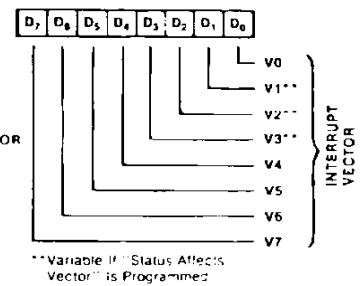 D7 D6 D5 D4 D3 D2 D1 D0
V0
V1**
V2**
V3**
OR
V4
V5
V6
V7
INTERRUPT
VECTOR
**Variable If "Status Affects
Vector" is Programmed